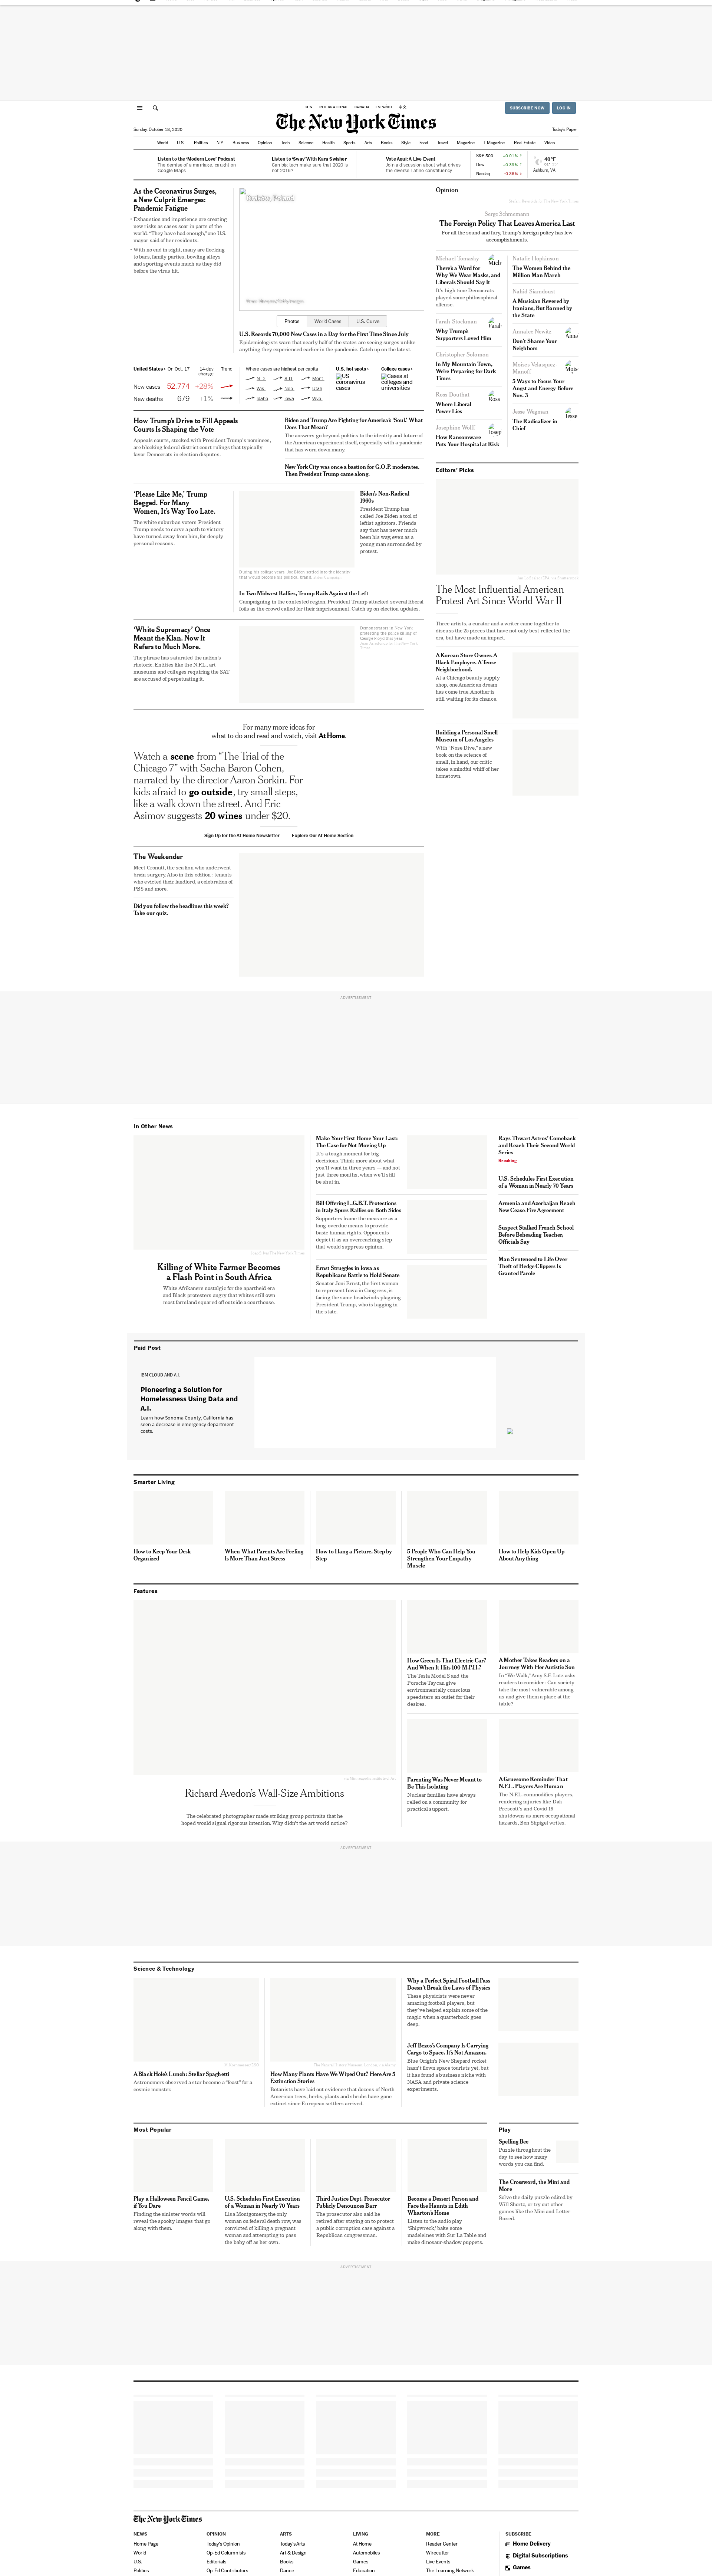 U.S. INTERNATIONAL CANADA ESPAÑOL 中文
SUBSCRIBE NOW LOG IN
The New York Times
Sunday, October 18, 2020
Today's Paper
World U.S. Politics N.Y. Business Opinion Tech Science Health Sports Arts Books Style Food Travel Magazine T Magazine Real Estate Video
Listen to the 'Modern Love' Podcast
The demise of a marriage, caught on
Google Maps.
Listen to 'Sway' With Kara Swisher
Can big tech make sure that 2020 is
not 2016?
Vote Aquí: A Live Event
Join a discussion about what drives
the diverse Latino constituency.
S&P 500 +0.01%
Dow +0.39%
Nasdaq -0.36%
40°F
Ashburn, VA
As the Coronavirus Surges,
a New Culprit Emerges:
Pandemic Fatigue
• Exhaustion and impatience are creating
new risks as cases soar in parts of the
world. "They have had enough," one U.S.
mayor said of her residents.
• With no end in sight, many are flocking
to bars, family parties, bowling alleys
and sporting events much as they did
before the virus hit.
Photos World Cases U.S. Curve
U.S. Records 70,000 New Cases in a Day for the First Time Since July
Epidemiologists warn that nearly half of the states are seeing surges unlike
anything they experienced earlier in the pandemic. Catch up on the latest.
United States › On Oct. 17 14-day
change Trend
New cases 52,774 +28%
New deaths 679 +1%
Where cases are highest per capita
N.D. S.D. Mont.
Wis. Neb. Utah
Idaho Iowa Wyo.
U.S. hot spots ›
US
coronavirus
cases
College cases ›
Cases at
colleges and
universities
How Trump's Drive to Fill Appeals
Courts Is Shaping the Vote
Appeals courts, stocked with President Trump's nominees,
are blocking federal district court rulings that typically
favor Democrats in election disputes.
Biden and Trump Are Fighting for America's 'Soul.' What
Does That Mean?
The answers go beyond politics to the identity and future of
the American experiment itself, especially with a pandemic
that has worn down many.
New York City was once a bastion for G.O.P. moderates.
Then President Trump came along.
'Please Like Me,' Trump
Begged. For Many
Women, It's Way Too Late.
The white suburban voters President
Trump needs to carve a path to victory
have turned away from him, for deeply
personal reasons.
During his college years, Joe Biden settled into the identity
that would become his political brand.
Biden's Non-Radical
1960s
President Trump has
called Joe Biden a tool of
leftist agitators. Friends
say that has never much
been his way, even as a
young man surrounded by
protest.
In Two Midwest Rallies, Trump Rails Against the Left
Campaigning in the contested region, President Trump attacked several liberal
foils as the crowd called for their imprisonment. Catch up on election updates.
'White Supremacy' Once
Meant the Klan. Now It
Refers to Much More.
The phrase has saturated the nation's
rhetoric. Entities like the N.F.L., art
museums and colleges requiring the SAT
are accused of perpetuating it.
Demonstrators in New York
protesting the police killing of
George Floyd this year.
For many more ideas for
what to do and read and watch, visit At Home.
Watch a scene from "The Trial of the
Chicago 7" with Sacha Baron Cohen,
narrated by the director Aaron Sorkin. For
kids afraid to go outside, try small steps,
like a walk down the street. And Eric
Asimov suggests 20 wines under $20.
Sign Up for the At Home Newsletter Explore Our At Home Section
The Weekender
Meet Cronutt, the sea lion who underwent
brain surgery. Also in this edition: tenants
who evicted their landlord, a celebration of
PBS and more.
Did you follow the headlines this week?
Take our quiz.
Opinion
Serge Schmemann
The Foreign Policy That Leaves America Last
For all the sound and fury, Trump's foreign policy has few
accomplishments.
Michael Tomasky
There's a Word for
Why We Wear Masks, and
Liberals Should Say It
It's high time Democrats
played some philosophical
offense.
Farah Stockman
Why Trump's
Supporters Loved Him
Christopher Solomon
In My Mountain Town,
We're Preparing for Dark
Times
Ross Douthat
Where Liberal
Power Lies
Josephine Wolff
How Ransomware
Puts Your Hospital at Risk
Natalie Hopkinson
The Women Behind the
Million Man March
Nahid Siamdoust
A Musician Revered by
Iranians, But Banned by
the State
Annalee Newitz
Don't Shame Your
Neighbors
Moises Velasquez-
Manoff
5 Ways to Focus Your
Angst and Energy Before
Nov. 3
Jesse Wegman
The Radicalizer in
Chief
Editors' Picks
The Most Influential American
Protest Art Since World War II
Three artists, a curator and a writer came together to
discuss the 25 pieces that have not only best reflected the
era, but have made an impact.
A Korean Store Owner. A
Black Employee. A Tense
Neighborhood.
At a Chicago beauty supply
shop, one American dream
has come true. Another is
still waiting for its chance.
Building a Personal Smell
Museum of Los Angeles
With "Nose Dive," a new
book on the science of
smell, in hand, our critic
takes a mindful whiff of her
hometown.
ADVERTISEMENT
In Other News
Killing of White Farmer Becomes
a Flash Point in South Africa
White Afrikaners's nostalgic for the apartheid era
and Black protesters angry that whites still own
most farmland squared off outside a courthouse.
Make Your First Home Your Last:
The Case for Not Moving Up
It's a tough moment for big
decisions. Think more about what
you'll want in three years — and not
just three months, when we'll still
be shut in.
Bill Offering L.G.B.T. Protections
in Italy Spurs Rallies on Both Sides
Supporters frame the measure as a
long-overdue means to provide
basic human rights. Opponents
depict it as an overreaching step
that would suppress opinion.
Ernst Struggles in Iowa as
Republicans Battle to Hold Senate
Senator Joni Ernst, the first woman
to represent Iowa in Congress, is
facing the same headwinds plaguing
President Trump, who is lagging in
the state.
Rays Thwart Astros' Comeback
and Reach Their Second World
Series
Breaking
U.S. Schedules First Execution
of a Woman in Nearly 70 Years
Armenia and Azerbaijan Reach
New Cease-Fire Agreement
Suspect Stalked French School
Before Beheading Teacher,
Officials Say
Man Sentenced to Life Over
Theft of Hedge Clippers Is
Granted Parole
Paid Post
IBM CLOUD AND A.I.
Pioneering a Solution for
Homelessness Using Data and
A.I.
Learn how Sonoma County, California has
seen a decrease in emergency department
costs.
Smarter Living
How to Keep Your Desk
Organized
When What Parents Are Feeling
Is More Than Just Stress
How to Hang a Picture, Step by
Step
5 People Who Can Help You
Strengthen Your Empathy
Muscle
How to Help Kids Open Up
About Anything
Features
Richard Avedon's Wall-Size Ambitions
The celebrated photographer made striking group portraits that he
hoped would signal rigorous intention. Why didn't the art world notice?
How Green Is That Electric Car?
And When It Hits 100 M.P.H.?
The Tesla Model S and the
Porsche Taycan give
environmentally conscious
speedsters an outlet for their
desires.
A Mother Takes Readers on a
Journey With Her Autistic Son
In "We Walk," Amy S.F. Lutz asks
readers to consider: Can society
take the most vulnerable among
us and give them a place at the
table?
Parenting Was Never Meant to
Be This Isolating
Nuclear families have always
relied on a community for
practical support.
A Gruesome Reminder That
N.F.L. Players Are Human
The N.F.L. commodifies players,
rendering injuries like Dak
Prescott's and Covid-19
shutdowns as mere occupational
hazards, Ben Shpigel writes.
ADVERTISEMENT
Science & Technology
A Black Hole's Lunch: Stellar Spaghetti
Astronomers observed a star become a "feast" for a
cosmic monster.
How Many Plants Have We Wiped Out? Here Are 5
Extinction Stories
Botanists have laid out evidence that dozens of North
American trees, herbs, plants and shrubs have gone
extinct since European settlers arrived.
Why a Perfect Spiral Football Pass
Doesn't Break the Laws of Physics
These physicists were never
amazing football players, but
they've helped explain some of the
magic when a quarterback goes
deep.
Jeff Bezos's Company Is Carrying
Cargo to Space. It's Not Amazon.
Blue Origin's New Shepard rocket
hasn't flown space tourists yet, but
it has found a business niche with
NASA and private science
experiments.
Most Popular
Play a Halloween Pencil Game,
if You Dare
Finding the sinister words will
reveal the spooky images that go
along with them.
U.S. Schedules First Execution
of a Woman in Nearly 70 Years
Lisa Montgomery, the only
woman on federal death row, was
convicted of killing a pregnant
woman and attempting to pass
the baby off as her own.
Third Justice Dept. Prosecutor
Publicly Denounces Barr
The prosecutor also said he
retired after staying on to protect
a public corruption case against a
Republican congressman.
Become a Dessert Person and
Face the Haunts in Edith
Wharton's Home
Listen to the audio play
'Shipwreck,' bake some
madeleines with Sur La Table and
make dinosaur shadow puppets.
Play
Spelling Bee
Puzzle throughout the
day to see how many
words you can find.
The Crossword, the Mini and
More
Solve the daily puzzle edited by
Will Shortz, or try out other
games like the Mini and Letter
Boxed.
ADVERTISEMENT
The New York Times
NEWS
Home Page
World
U.S.
Politics
OPINION
Today's Opinion
Op-Ed Columnists
Editorials
Op-Ed Contributors
ARTS
Today's Arts
Art & Design
Books
Dance
LIVING
At Home
Automobiles
Games
Education
MORE
Reader Center
Wirecutter
Live Events
The Learning Network
SUBSCRIBE
Home Delivery
Digital Subscriptions
Games